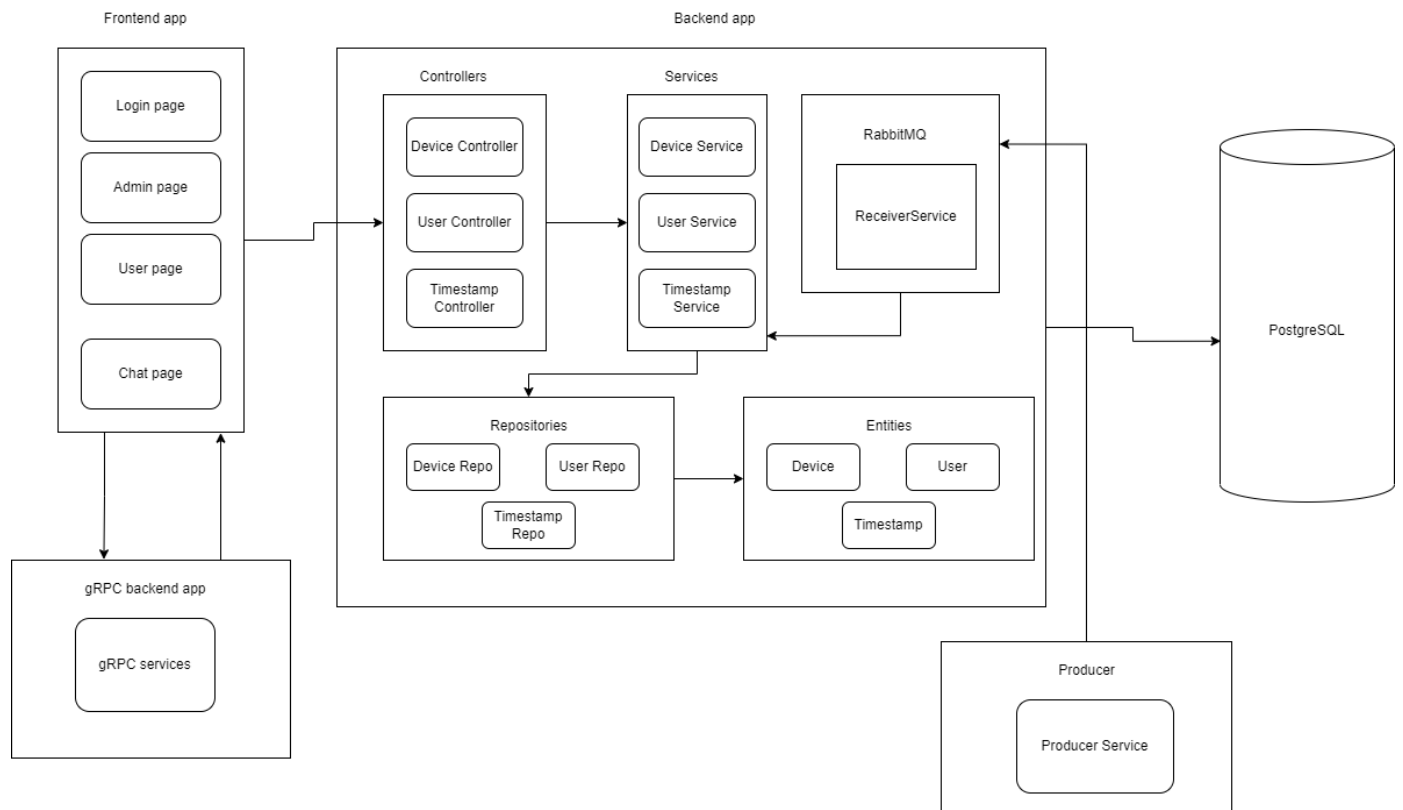 Frontend app
Backend app
Login page
Admin page
User page
Chat page
Controllers
Device Controller
User Controller
Timestamp
Controller
Services
Device Service
User Service
Timestamp
Service
RabbitMQ
ReceiverService
PostgreSQL
Repositories
Device Repo
User Repo
Timestamp
Repo
Entities
Device
User
Timestamp
gRPC backend app
gRPC services
Producer
Producer Service